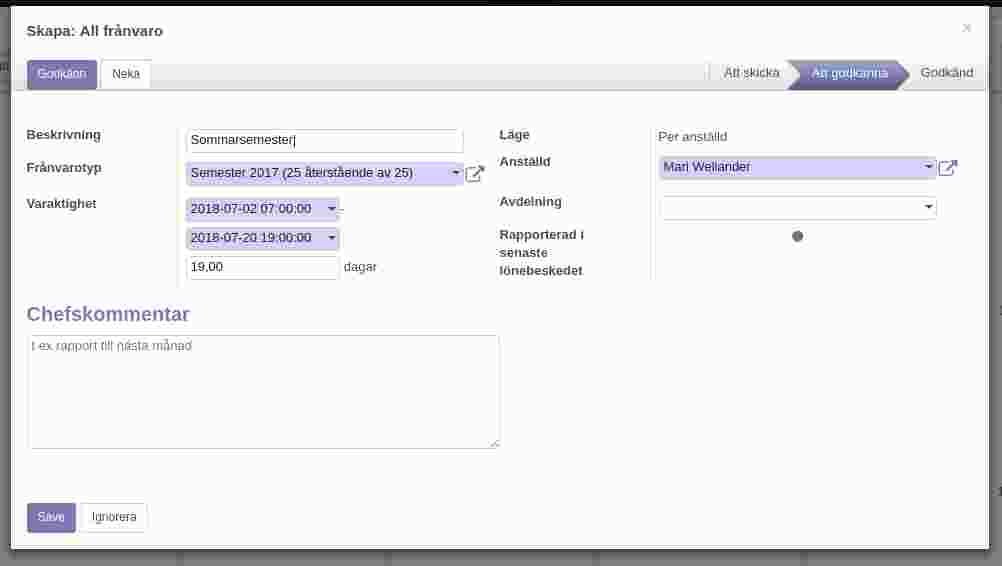 Skapa: All frånvaro
×
Godkänn Neka Att skicka Att godkänna Godkänd
Beskrivning Sommarsemester Läge Per anställd
Frånvarotyp Semester 2017 (25 återstående av 25) Anställd Mari Wellander
Varaktighet 2018-07-02 07:00:00 - Avdelning
2018-07-20 19:00:00 Rapporterad i
senaste
19,00 dagar lönebeskedet
Chefskommentar
t ex rapport till nästa månad
Save Ignorera